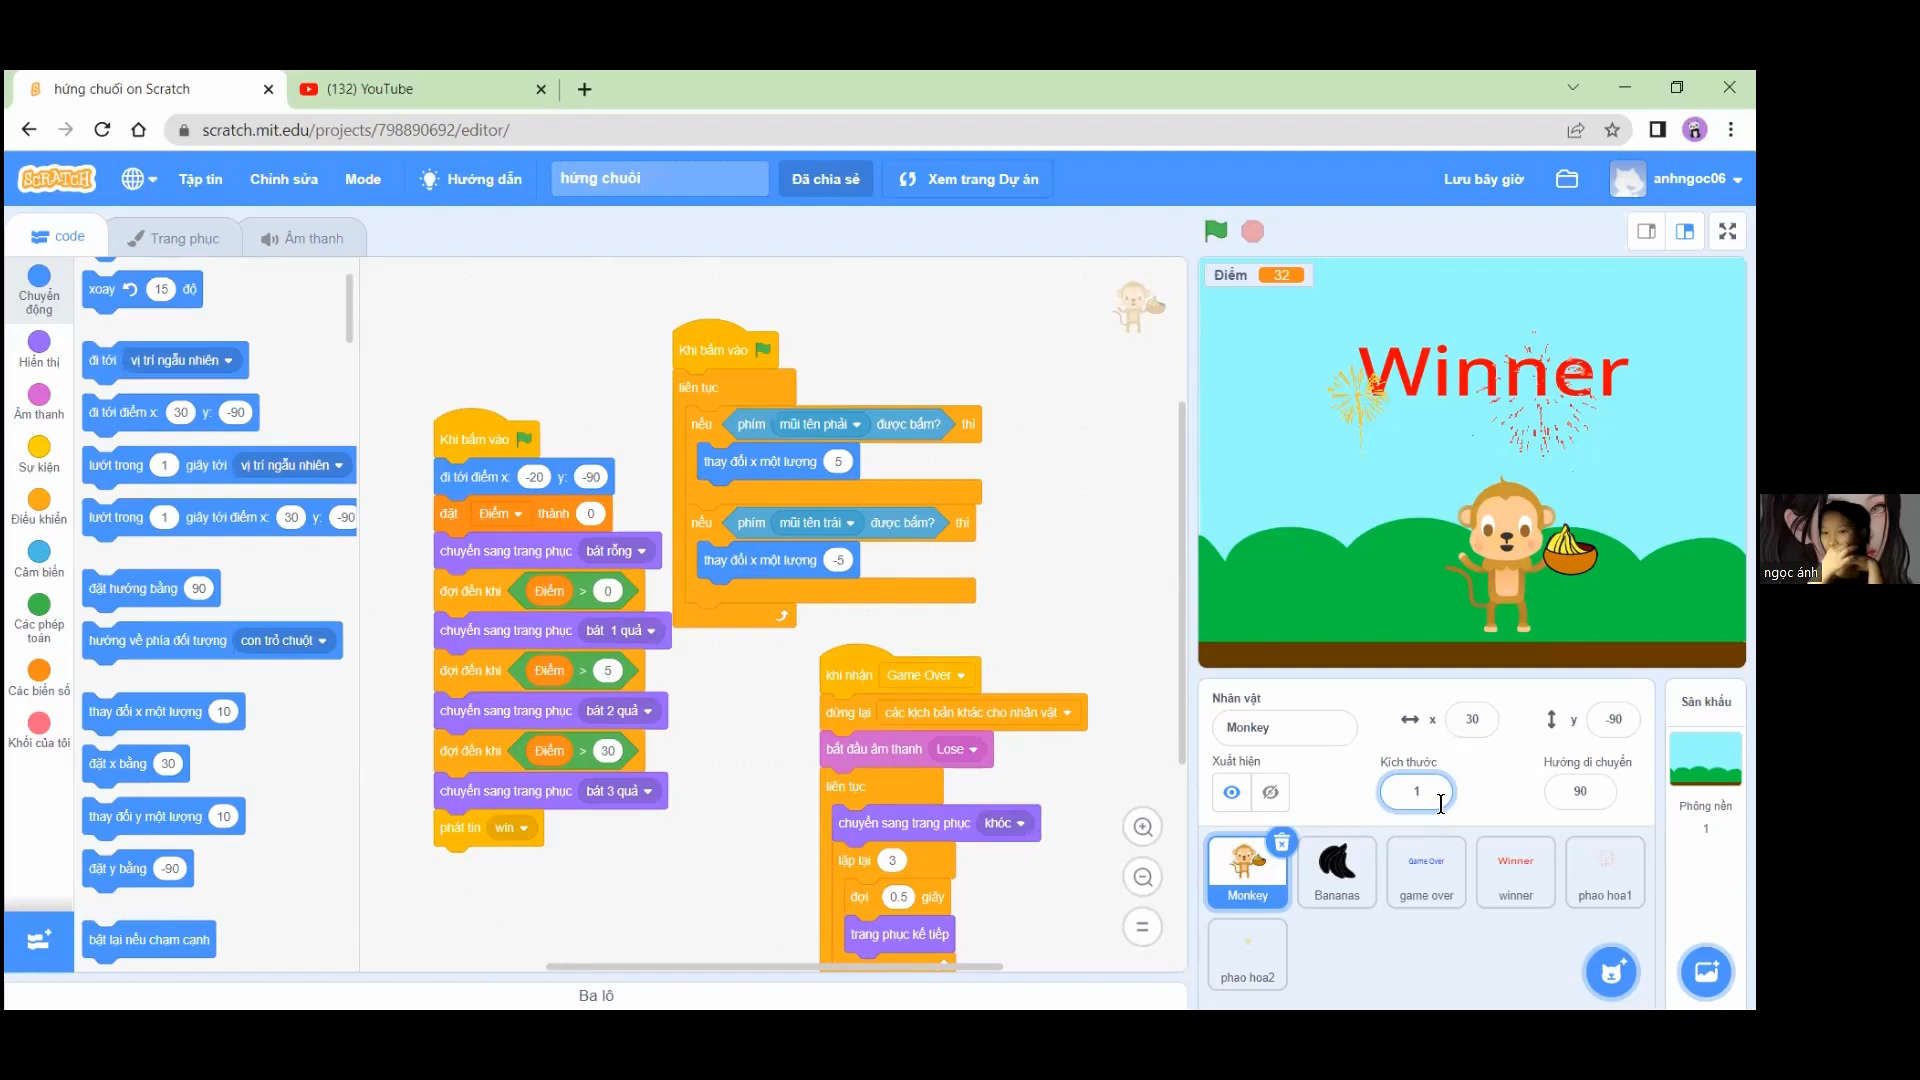 hứng chuối on Scratch
(132) YouTube
scratch.mit.edu/projects/798890692/editor/
SCRATCH
Tập tin
Chỉnh sửa
Mode
Hướng dẫn
hứng chuối
Đã chia sẻ
Xem trang Dự án
Lưu bây giờ
anhngoc06
code
Trang phục
Âm thanh
Chuyển động
Hiển thị
Âm thanh
Sự kiện
Điều khiển
Cảm biến
Các phép toán
Các biến số
Khối của tôi
xoay 15 độ
đi tới vị trí ngẫu nhiên
đi tới điểm x: 30 y: -90
lướt trong 1 giây tới vị trí ngẫu nhiên
lướt trong 1 giây tới điểm x: 30 y: -90
đặt hướng bằng 90
hướng về phía đối tượng con trỏ chuột
thay đổi x một lượng 10
đặt x bằng 30
thay đổi y một lượng 10
đặt y bằng -90
bật lại nếu chạm cạnh
Khi bấm vào
đi tới điểm x: -20 y: -90
đặt Điểm thành 0
chuyển sang trang phục bát rỗng
đợi đến khi Điểm > 0
chuyển sang trang phục bát 1 quả
đợi đến khi Điểm > 5
chuyển sang trang phục bát 2 quả
đợi đến khi Điểm > 30
chuyển sang trang phục bát 3 quả
phát tin win
Khi bấm vào
liên tục
nếu phím mũi tên phải được bấm? thì
thay đổi x một lượng 5
nếu phím mũi tên trái được bấm? thì
thay đổi x một lượng -5
khi nhận Game Over
dừng lại các kịch bản khác cho nhân vật
bắt đầu âm thanh Lose
liên tục
chuyển sang trang phục khóc
lặp lại 3
đợi 0.5 giây
trang phục kế tiếp
Ba lô
Điểm 32
Winner
Nhân vật
Monkey
x 30
y -90
Xuất hiện
Kích thước
1
Hướng di chuyển
90
Sân khấu
Phông nền
1
Monkey
Bananas
Game Over
game over
Winner
winner
phao hoa1
phao hoa2
ngọc ánh